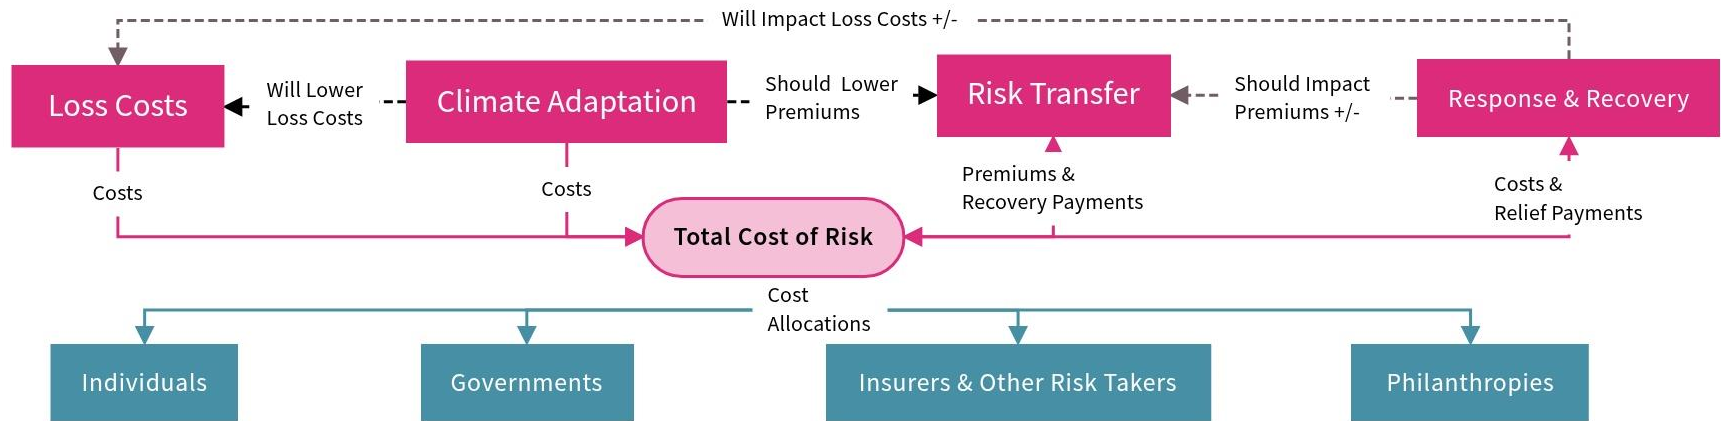 Will Impact Loss Costs +/-
Loss Costs
Will Lower
Loss Costs
Climate Adaptation
Should Lower
Premiums
Risk Transfer
Should Impact
Premiums +/-
Response & Recovery
Costs
Costs
Premiums &
Recovery Payments
Costs &
Relief Payments
Total Cost of Risk
Cost
Allocations
Individuals
Governments
Insurers & Other Risk Takers
Philanthropies